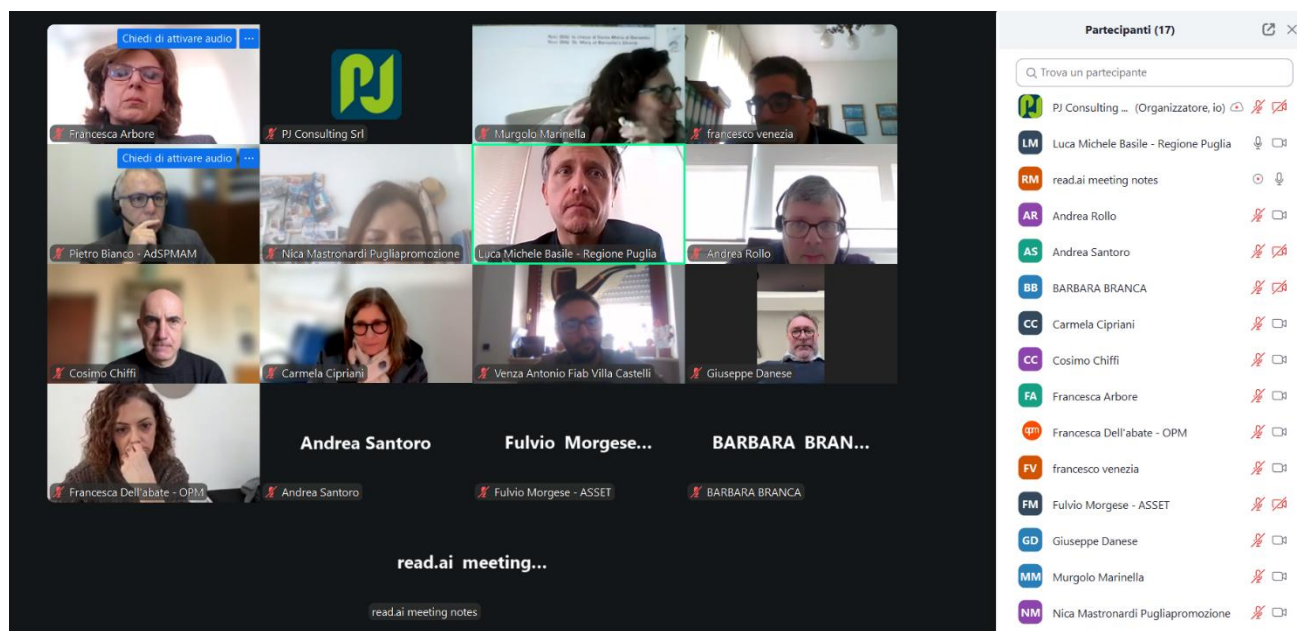 Chiedi di attivare audio ...
Francesca Arbore
PJ
PJ Consulting Srl
Murgolo Marinella
francesco venezia
Chiedi di attivare audio ...
Pietro Bianco - AdSPMAM
Nica Mastronardi Pugliapromozione
Luca Michele Basile - Regione Puglia
Andrea Rollo
Cosimo Chiffi
Carmela Cipriani
Venza Antonio Fiab Villa Castelli
Giuseppe Danese
Francesca Dell'abate - OPM
Andrea Santoro
Andrea Santoro
Fulvio Morgese...
Fulvio Morgese - ASSET
BARBARA BRAN...
BARBARA BRANCA
read.ai meeting...
read.ai meeting notes
Partecipanti (17)
Trova un partecipante
PJ Consulting ... (Organizzatore, io)
LM Luca Michele Basile - Regione Puglia
RM read.ai meeting notes
AR Andrea Rollo
AS Andrea Santoro
BB BARBARA BRANCA
CC Carmela Cipriani
CC Cosimo Chiffi
FA Francesca Arbore
opm Francesca Dell'abate - OPM
FV francesco venezia
FM Fulvio Morgese - ASSET
GD Giuseppe Danese
MM Murgolo Marinella
NM Nica Mastronardi Pugliapromozione